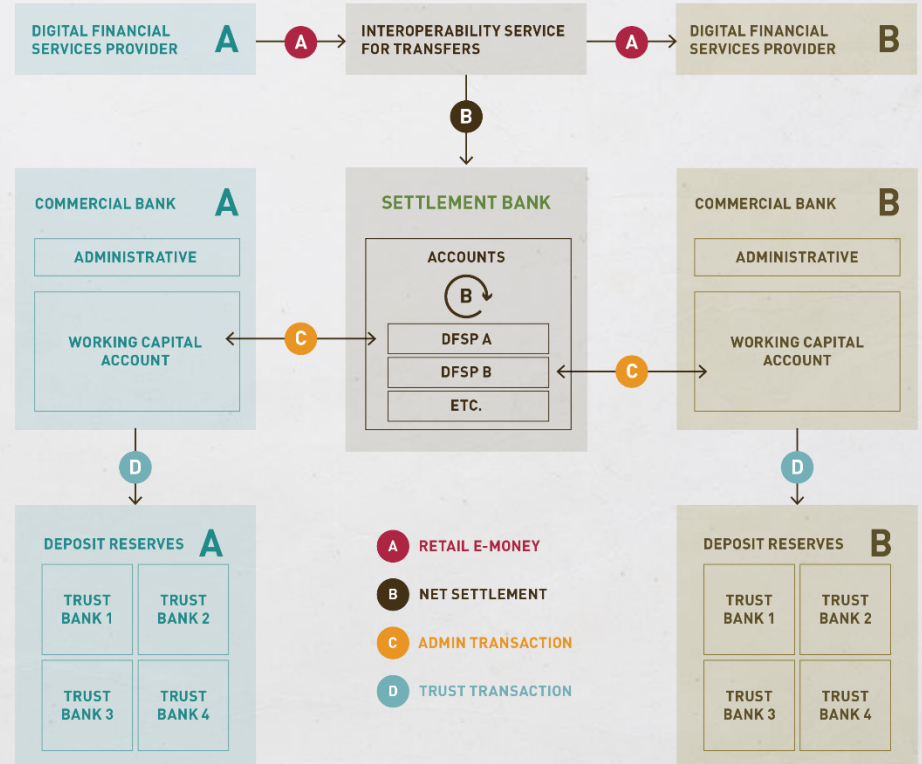 DIGITAL FINANCIAL
SERVICES PROVIDER
A
A
INTEROPERABILITY SERVICE
FOR TRANSFERS
A
DIGITAL FINANCIAL
SERVICES PROVIDER
B
B
COMMERCIAL BANK
A
ADMINISTRATIVE
WORKING CAPITAL
ACCOUNT
C
SETTLEMENT BANK
ACCOUNTS
B
DFSP A
DFSP B
ETC.
C
COMMERCIAL BANK
B
ADMINISTRATIVE
WORKING CAPITAL
ACCOUNT
D
D
DEPOSIT RESERVES
A
TRUST
BANK 1
TRUST
BANK 2
TRUST
BANK 3
TRUST
BANK 4
A RETAIL E-MONEY
B NET SETTLEMENT
C ADMIN TRANSACTION
D TRUST TRANSACTION
DEPOSIT RESERVES
B
TRUST
BANK 1
TRUST
BANK 2
TRUST
BANK 3
TRUST
BANK 4